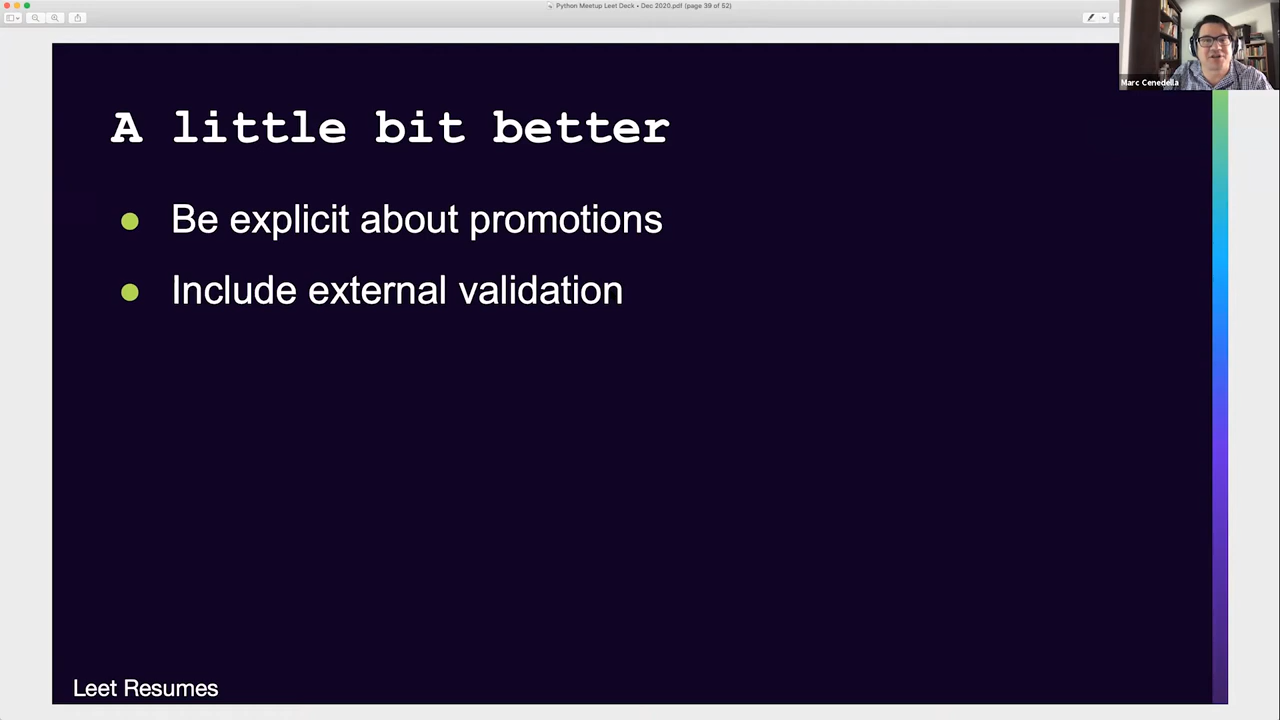 Python Meetup Leet Deck • Dec 2020.pdf (page 39 of 52)
Marc Cenedella
A little bit better
Be explicit about promotions
Include external validation
Leet Resumes